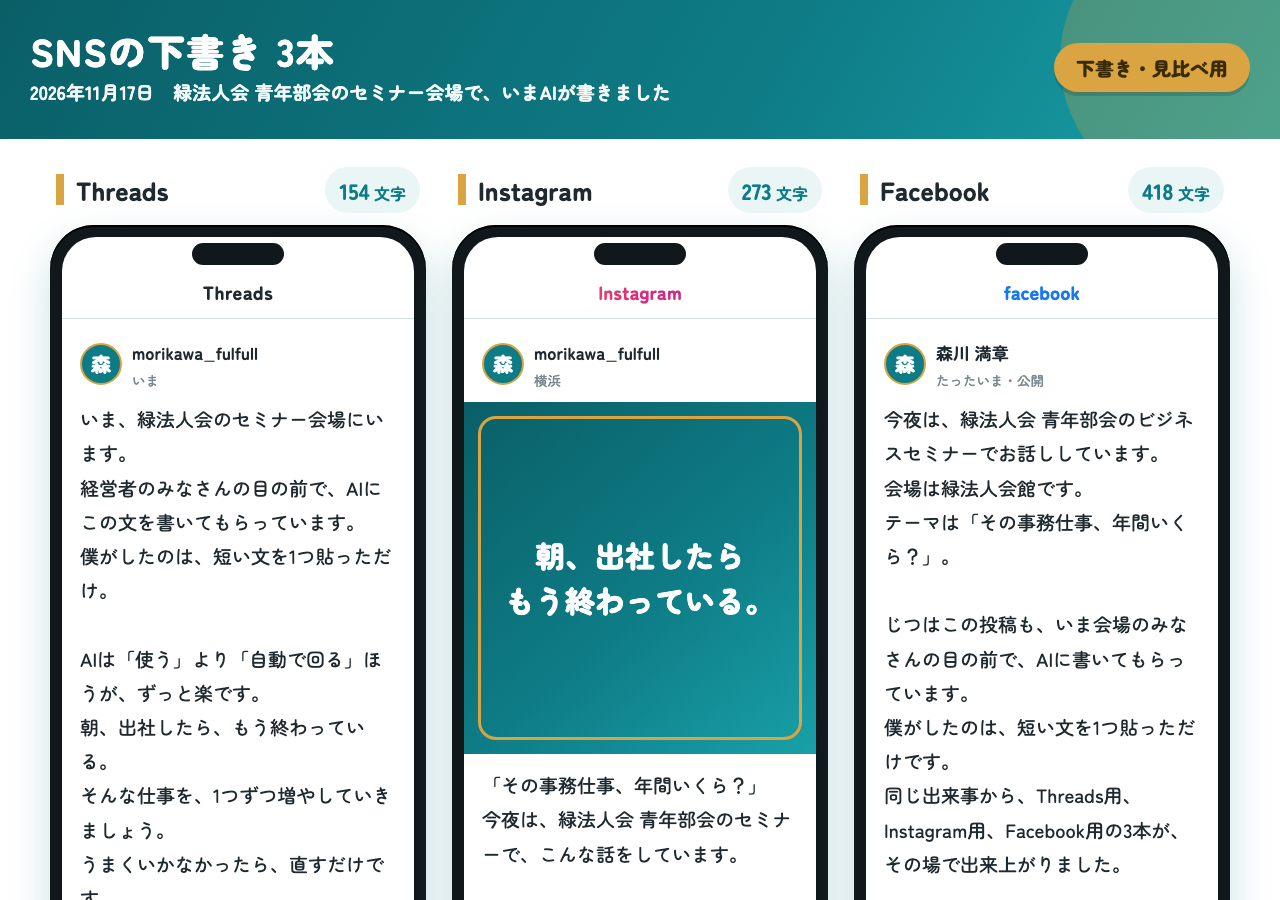 SNSの下書き 3本
2026年11月17日　緑法人会 青年部会のセミナー会場で、いまAIが書きました
下書き・見比べ用
Threads
154 文字
Threads
森
morikawa_fulfull
いま
いま、緑法人会のセミナー会場にい
ます。
経営者のみなさんの目の前で、AIに
この文を書いてもらっています。
僕がしたのは、短い文を1つ貼っただ
け。
AIは「使う」より「自動で回る」ほ
うが、ずっと楽です。
朝、出社したら、もう終わってい
る。
そんな仕事を、1つずつ増やしていき
ましょう。
うまくいかなかったら、直すだけで
す
Instagram
273 文字
Instagram
森
morikawa_fulfull
横浜
朝、出社したら
もう終わっている。
「その事務仕事、年間いくら？」
今夜は、緑法人会 青年部会のセミナ
ーで、こんな話をしています。
Facebook
418 文字
facebook
森
森川 満章
たったいま・公開
今夜は、緑法人会 青年部会のビジネ
スセミナーでお話ししています。
会場は緑法人会館です。
テーマは「その事務仕事、年間いく
ら？」。
じつはこの投稿も、いま会場のみな
さんの目の前で、AIに書いてもらっ
ています。
僕がしたのは、短い文を1つ貼っただ
けです。
同じ出来事から、Threads用、
Instagram用、Facebook用の3本が、
その場で出来上がりました。